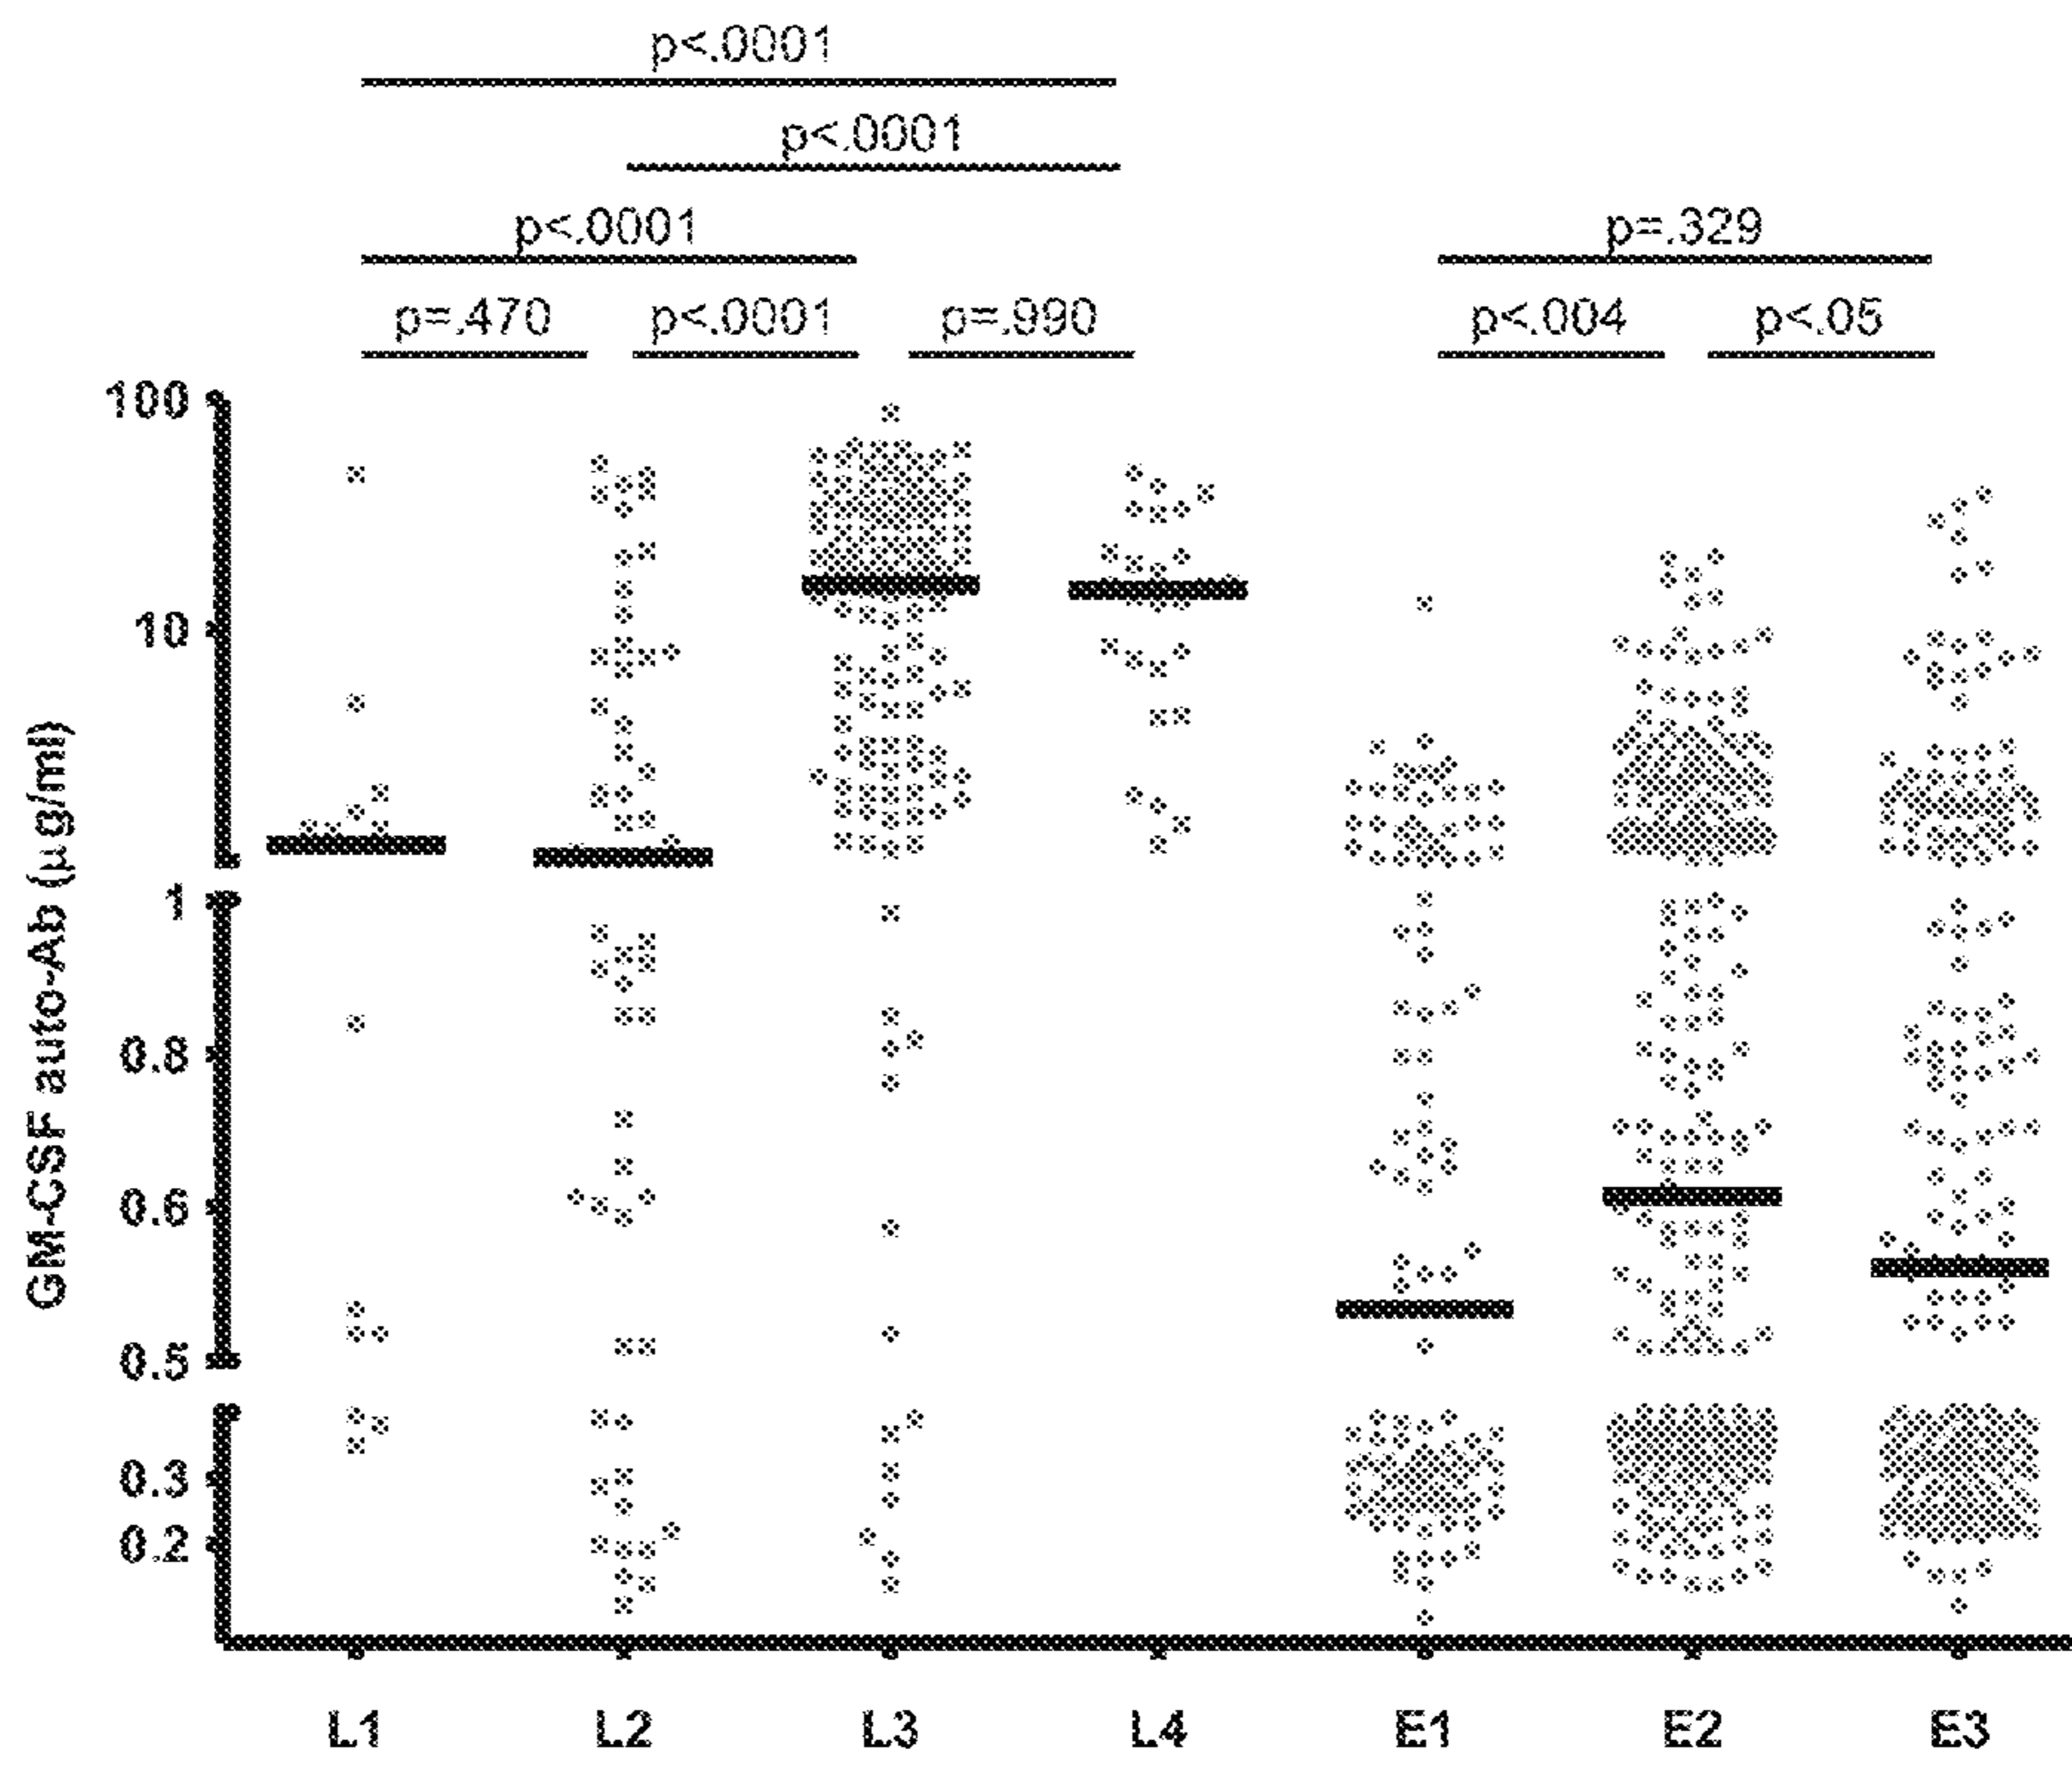 p<.0001
p<.0001
p<.0001
p=.329
p=.470 p<.0001 p=.990 p<.004 p<.05
100
10
1
0.8
0.6
0.5
0.3
0.2
GM-CSF auto-Ab (μg/ml)
L1 L2 L3 L4 E1 E2 E3